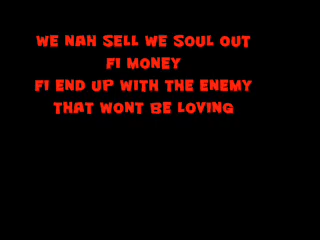 WE NAH SELL WE SOUL OUT
FI MONEY
FI END UP WITH THE ENEMY
THAT WONT BE LOVING